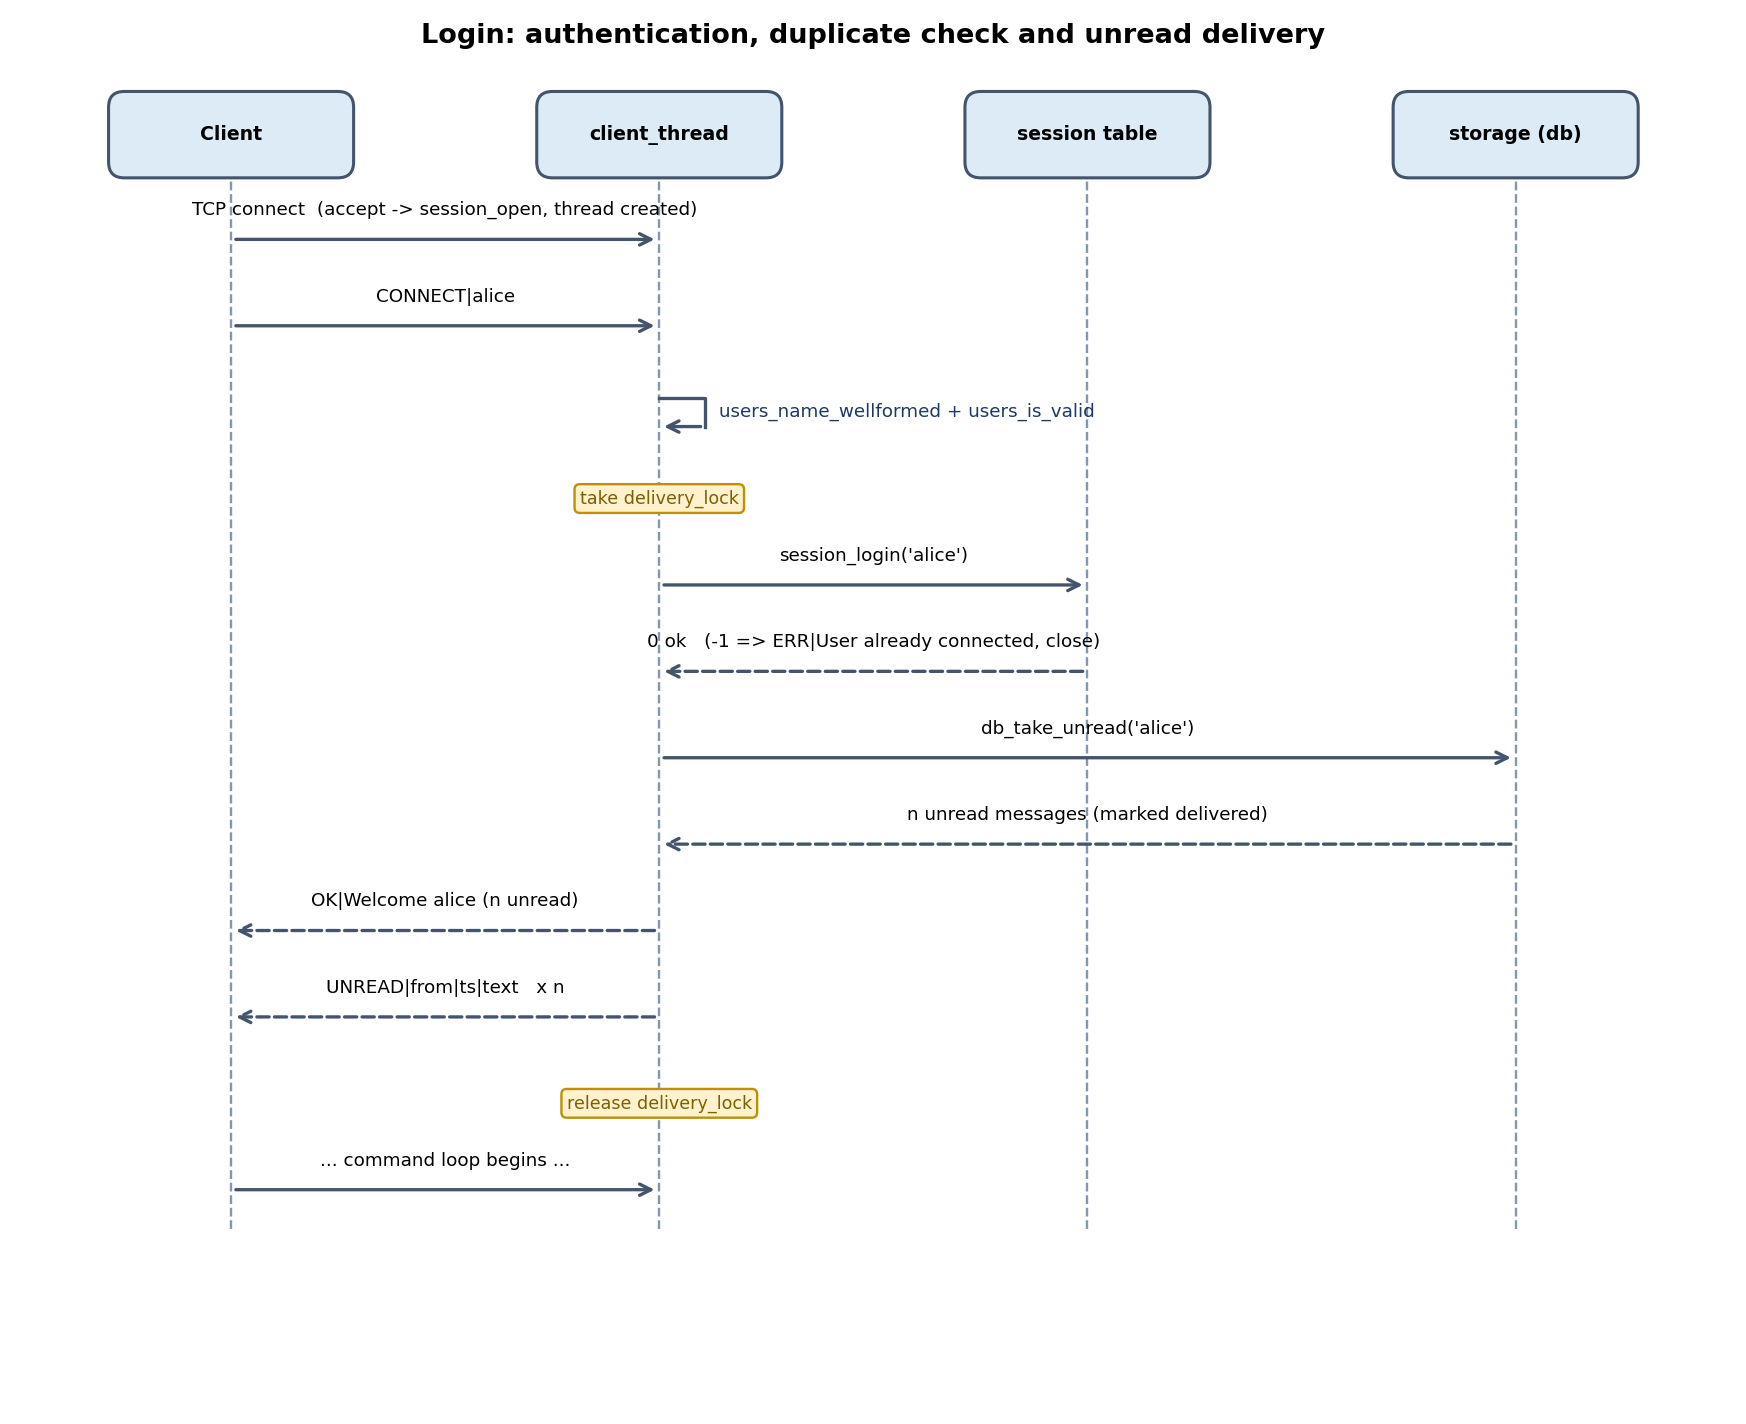 Login: authentication, duplicate check and unread delivery
Client
client_thread
session table
storage (db)
TCP connect  (accept -> session_open, thread created)
CONNECT|alice
users_name_wellformed + users_is_valid
take delivery_lock
session_login('alice')
0 ok   (-1 => ERR|User already connected, close)
db_take_unread('alice')
n unread messages (marked delivered)
OK|Welcome alice (n unread)
UNREAD|from|ts|text   x n
release delivery_lock
... command loop begins ...